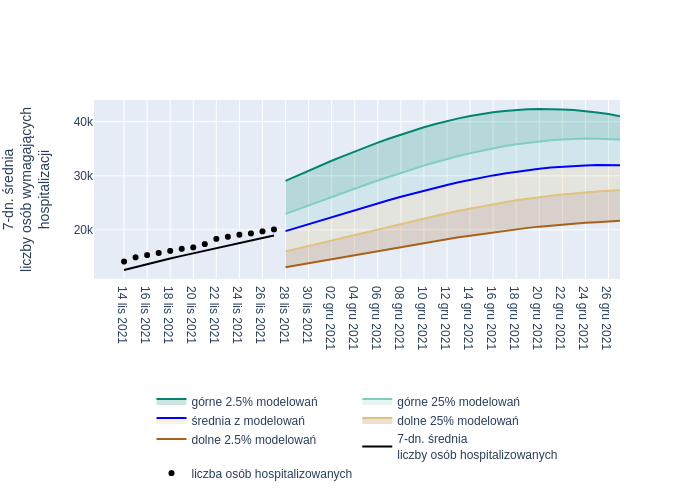 7-dn. średnia
liczby osób wymagających
hospitalizacji
40k
30k
20k
14 lis 2021
16 lis 2021
18 lis 2021
20 lis 2021
22 lis 2021
24 lis 2021
26 lis 2021
28 lis 2021
30 lis 2021
02 gru 2021
04 gru 2021
06 gru 2021
08 gru 2021
10 gru 2021
12 gru 2021
14 gru 2021
16 gru 2021
18 gru 2021
20 gru 2021
22 gru 2021
24 gru 2021
26 gru 2021
górne 2.5% modelowań
górne 25% modelowań
średnia z modelowań
dolne 25% modelowań
dolne 2.5% modelowań
7-dn. średnia
liczby osób hospitalizowanych
liczba osób hospitalizowanych